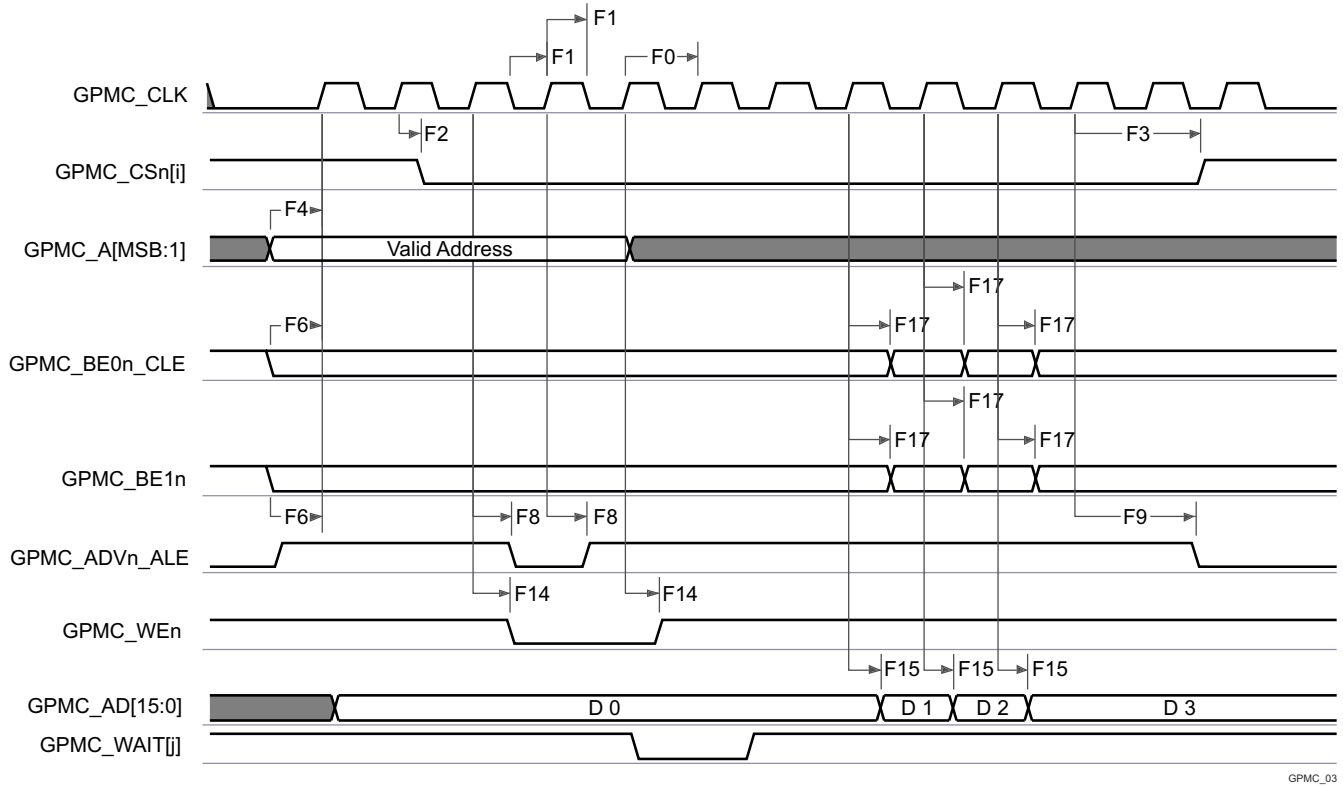 F1
F1
F0
GPMC_CLK
F2
F3
GPMC_CSn[i]
F4
GPMC_A[MSB:1]
Valid Address
F17
F6
F17
F17
GPMC_BE0n_CLE
F17
F17
F17
GPMC_BE1n
F6
F8
F8
F9
GPMC_ADVn_ALE
F14
F14
GPMC_WEn
F15
F15
F15
GPMC_AD[15:0]
D 0
D 1
D 2
D 3
GPMC_WAIT[j]
GPMC_03